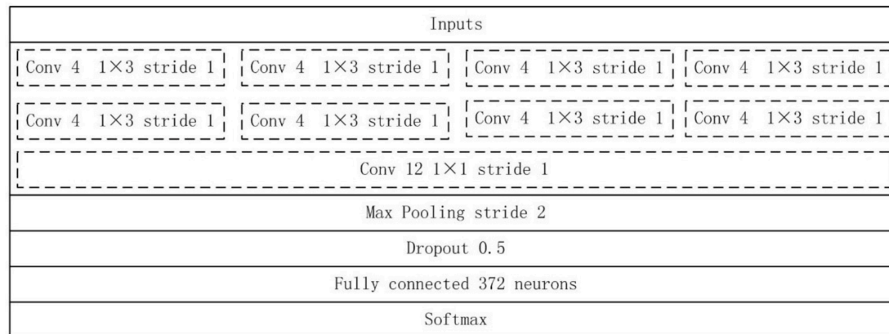 Inputs
Conv 4 1×3 stride 1 Conv 4 1×3 stride 1 Conv 4 1×3 stride 1 Conv 4 1×3 stride 1
Conv 4 1×3 stride 1 Conv 4 1×3 stride 1 Conv 4 1×3 stride 1 Conv 4 1×3 stride 1
Conv 12 1×1 stride 1
Max Pooling stride 2
Dropout 0.5
Fully connected 372 neurons
Softmax